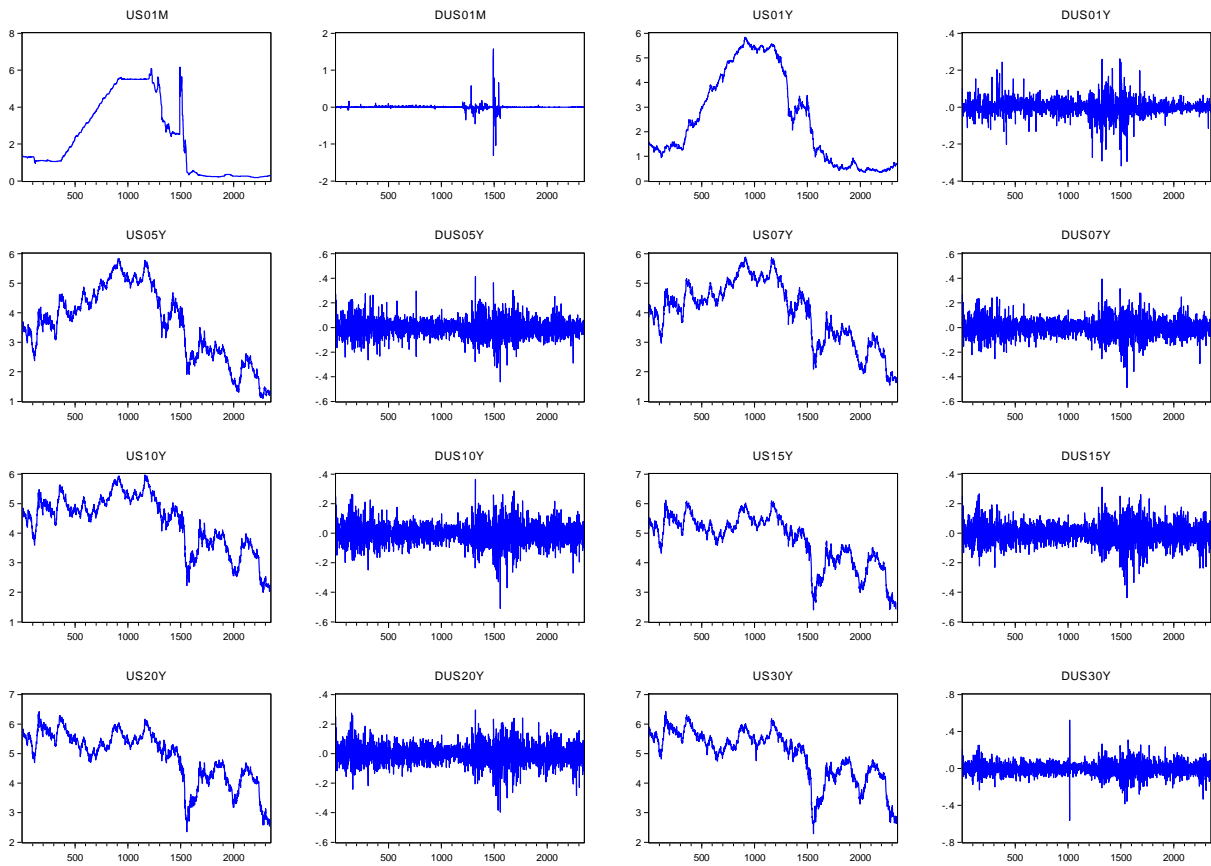 US01M DUS01M US01Y DUS01Y
8 2 6 .4
6 1 5 .2
4 0 4 .0
2 -1 3 -.2
0 -2 2 -.4
1
0
500 1000 1500 2000 500 1000 1500 2000 500 1000 1500 2000 500 1000 1500 2000
US05Y DUS05Y US07Y DUS07Y
6 .6 6 .6
5 .4 5 .4
4 .2 4 .2
3 .0 3 .0
2 -.2 2 -.2
1 -.4 1 -.4
-.6 -.6
500 1000 1500 2000 500 1000 1500 2000 500 1000 1500 2000 500 1000 1500 2000
US10Y DUS10Y US15Y DUS15Y
6 .4 7 .4
5 .2 6 .2
4 .0 5 .0
3 -.2 4 -.2
2 -.4 3 -.4
1 -.6 2 -.6
500 1000 1500 2000 500 1000 1500 2000 500 1000 1500 2000 500 1000 1500 2000
US20Y DUS20Y US30Y DUS30Y
7 .4 7 .8
6 .2 6 .4
5 .0 5 .0
4 -.2 4 -.4
3 -.4 3 -.8
2 -.6 2
500 1000 1500 2000 500 1000 1500 2000 500 1000 1500 2000 500 1000 1500 2000